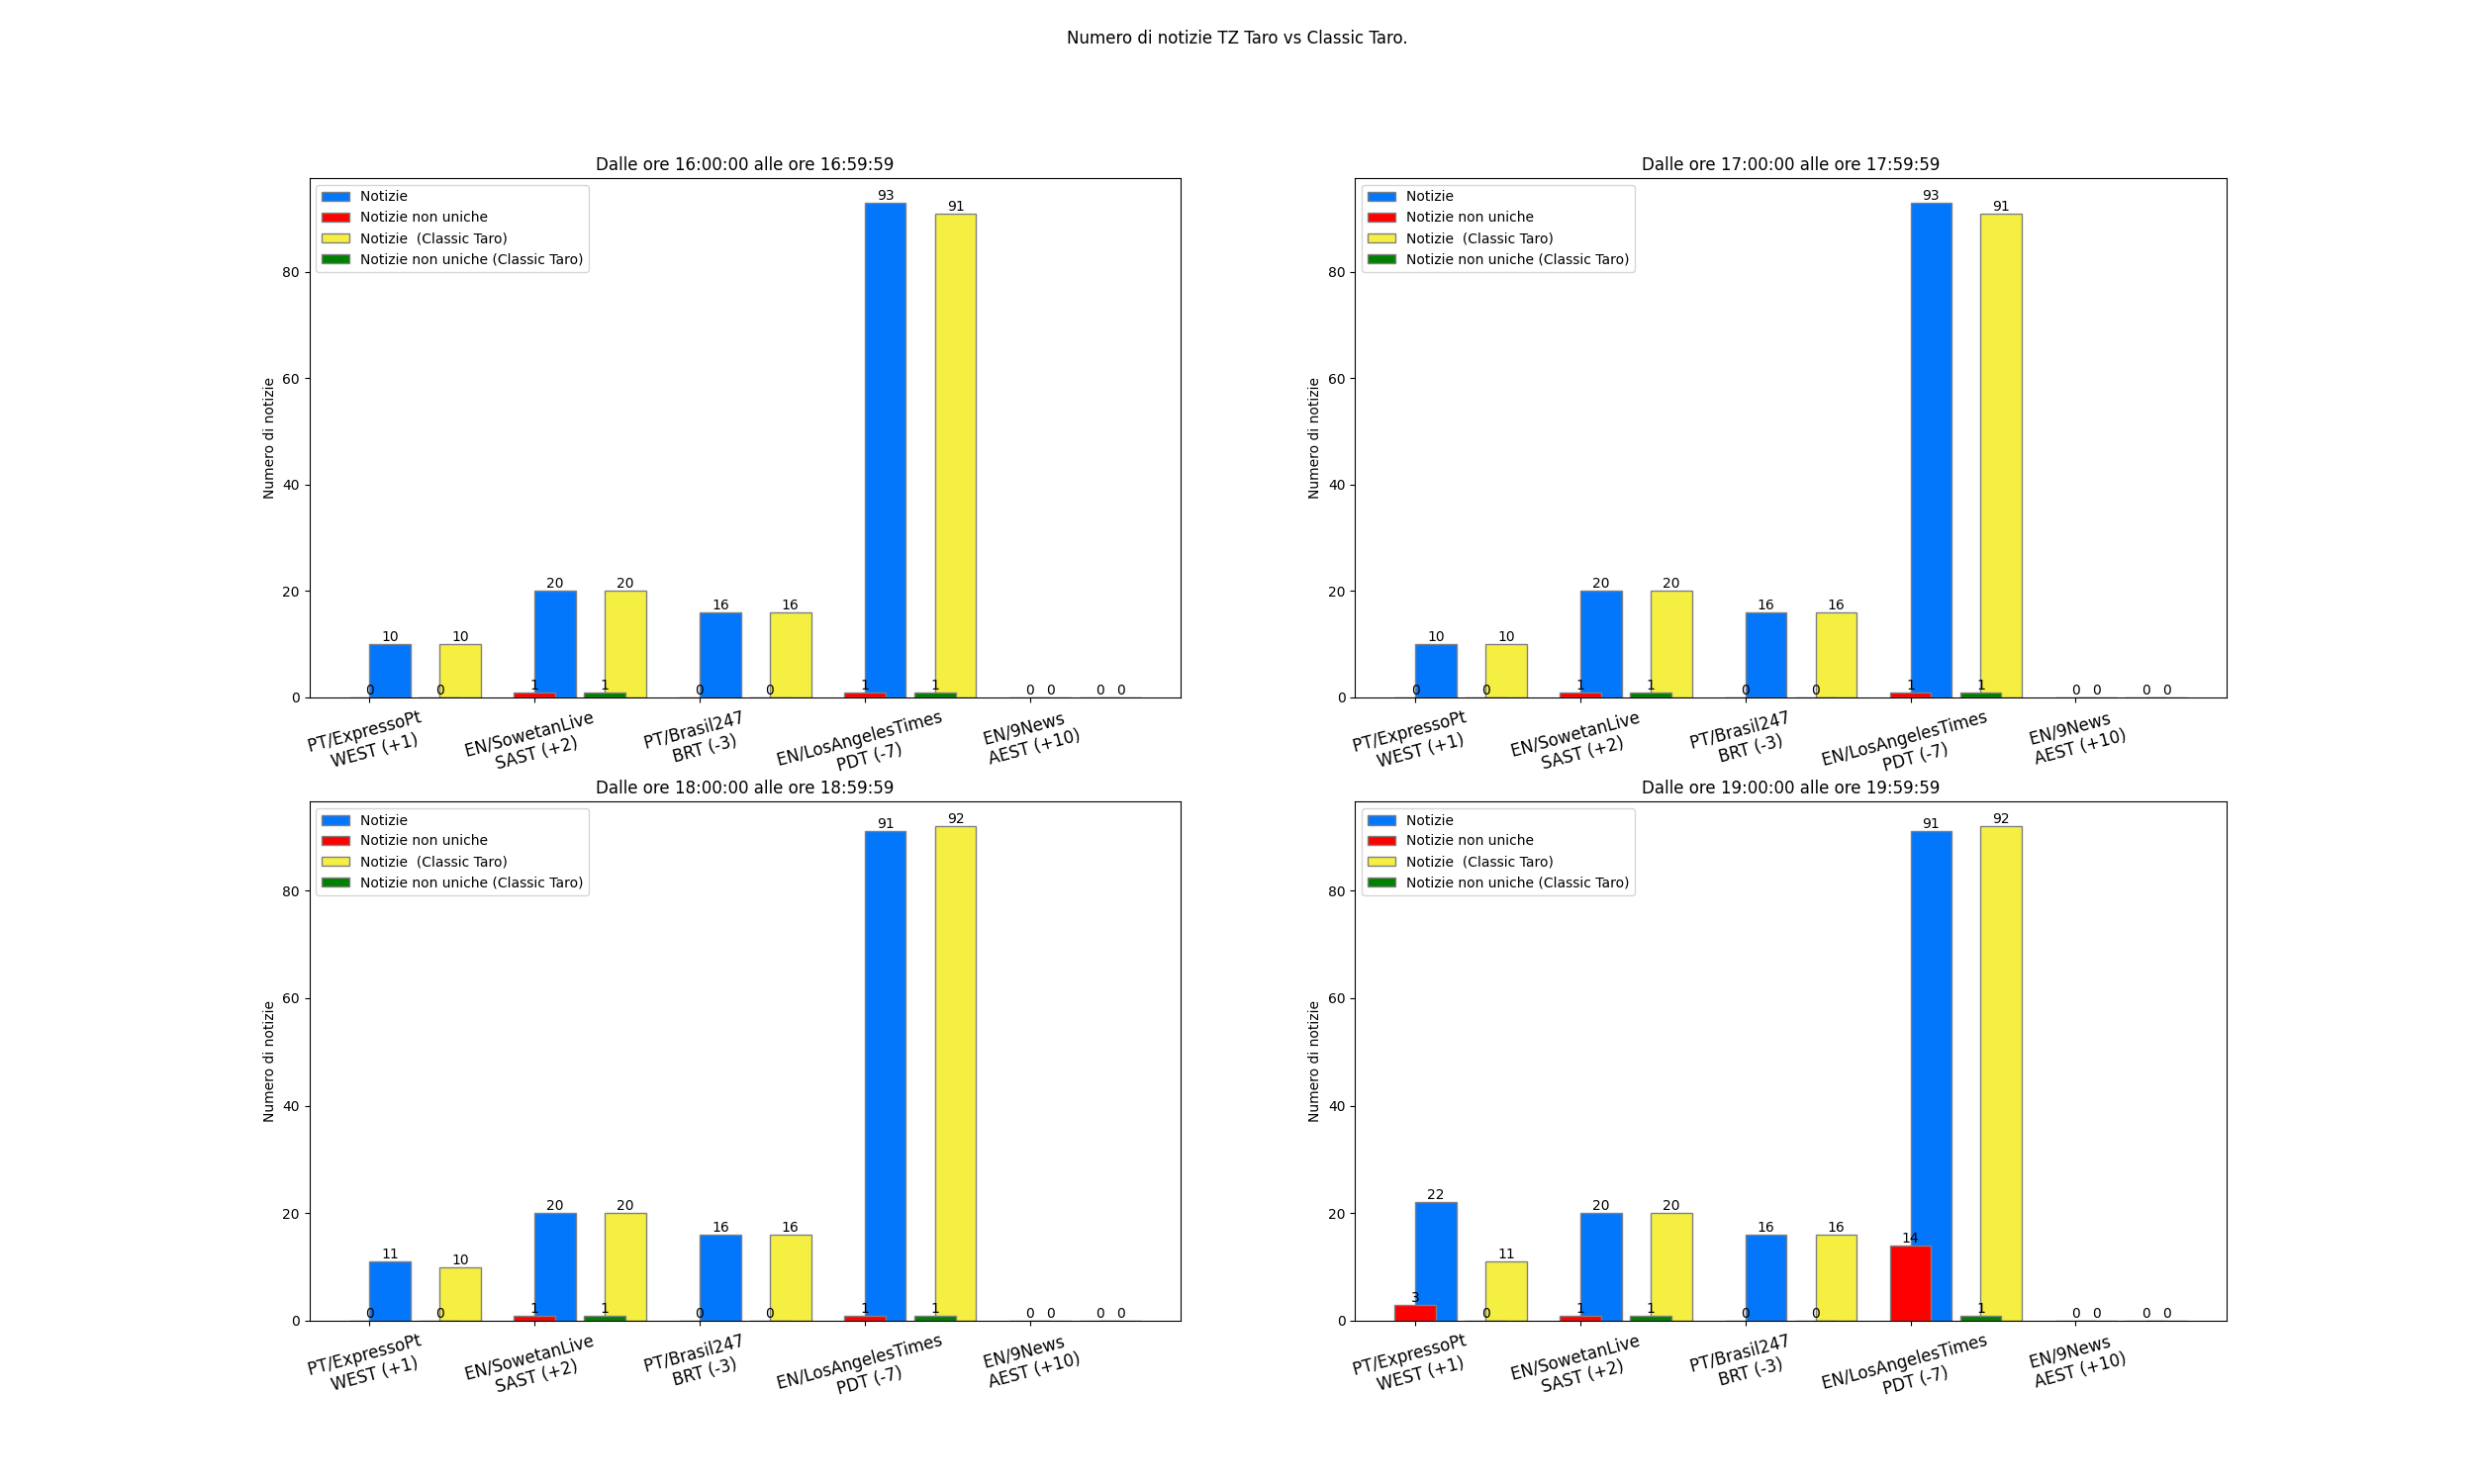 Numero di notizie TZ Taro vs Classic Taro.
Dalle ore 16:00:00 alle ore 16:59:59
Notizie
Notizie non uniche
Notizie  (Classic Taro)
Notizie non uniche (Classic Taro)
Numero di notizie
80
60
40
20
0
10
10
0
0
20
20
1
1
16
16
0
0
93
91
1
1
0
0
0
0
PT/ExpressoPt
WEST (+1)
EN/SowetanLive
SAST (+2)
PT/Brasil247
BRT (-3)
EN/LosAngelesTimes
PDT (-7)
EN/9News
AEST (+10)
Dalle ore 17:00:00 alle ore 17:59:59
Notizie
Notizie non uniche
Notizie  (Classic Taro)
Notizie non uniche (Classic Taro)
Numero di notizie
80
60
40
20
0
10
10
0
0
20
20
1
1
16
16
0
0
93
91
1
1
0
0
0
0
PT/ExpressoPt
WEST (+1)
EN/SowetanLive
SAST (+2)
PT/Brasil247
BRT (-3)
EN/LosAngelesTimes
PDT (-7)
EN/9News
AEST (+10)
Dalle ore 18:00:00 alle ore 18:59:59
Notizie
Notizie non uniche
Notizie  (Classic Taro)
Notizie non uniche (Classic Taro)
Numero di notizie
80
60
40
20
0
11
10
0
0
20
20
1
1
16
16
0
0
91
92
1
1
0
0
0
0
PT/ExpressoPt
WEST (+1)
EN/SowetanLive
SAST (+2)
PT/Brasil247
BRT (-3)
EN/LosAngelesTimes
PDT (-7)
EN/9News
AEST (+10)
Dalle ore 19:00:00 alle ore 19:59:59
Notizie
Notizie non uniche
Notizie  (Classic Taro)
Notizie non uniche (Classic Taro)
Numero di notizie
80
60
40
20
0
22
11
3
0
20
20
1
1
16
16
0
0
91
92
14
1
0
0
0
0
PT/ExpressoPt
WEST (+1)
EN/SowetanLive
SAST (+2)
PT/Brasil247
BRT (-3)
EN/LosAngelesTimes
PDT (-7)
EN/9News
AEST (+10)